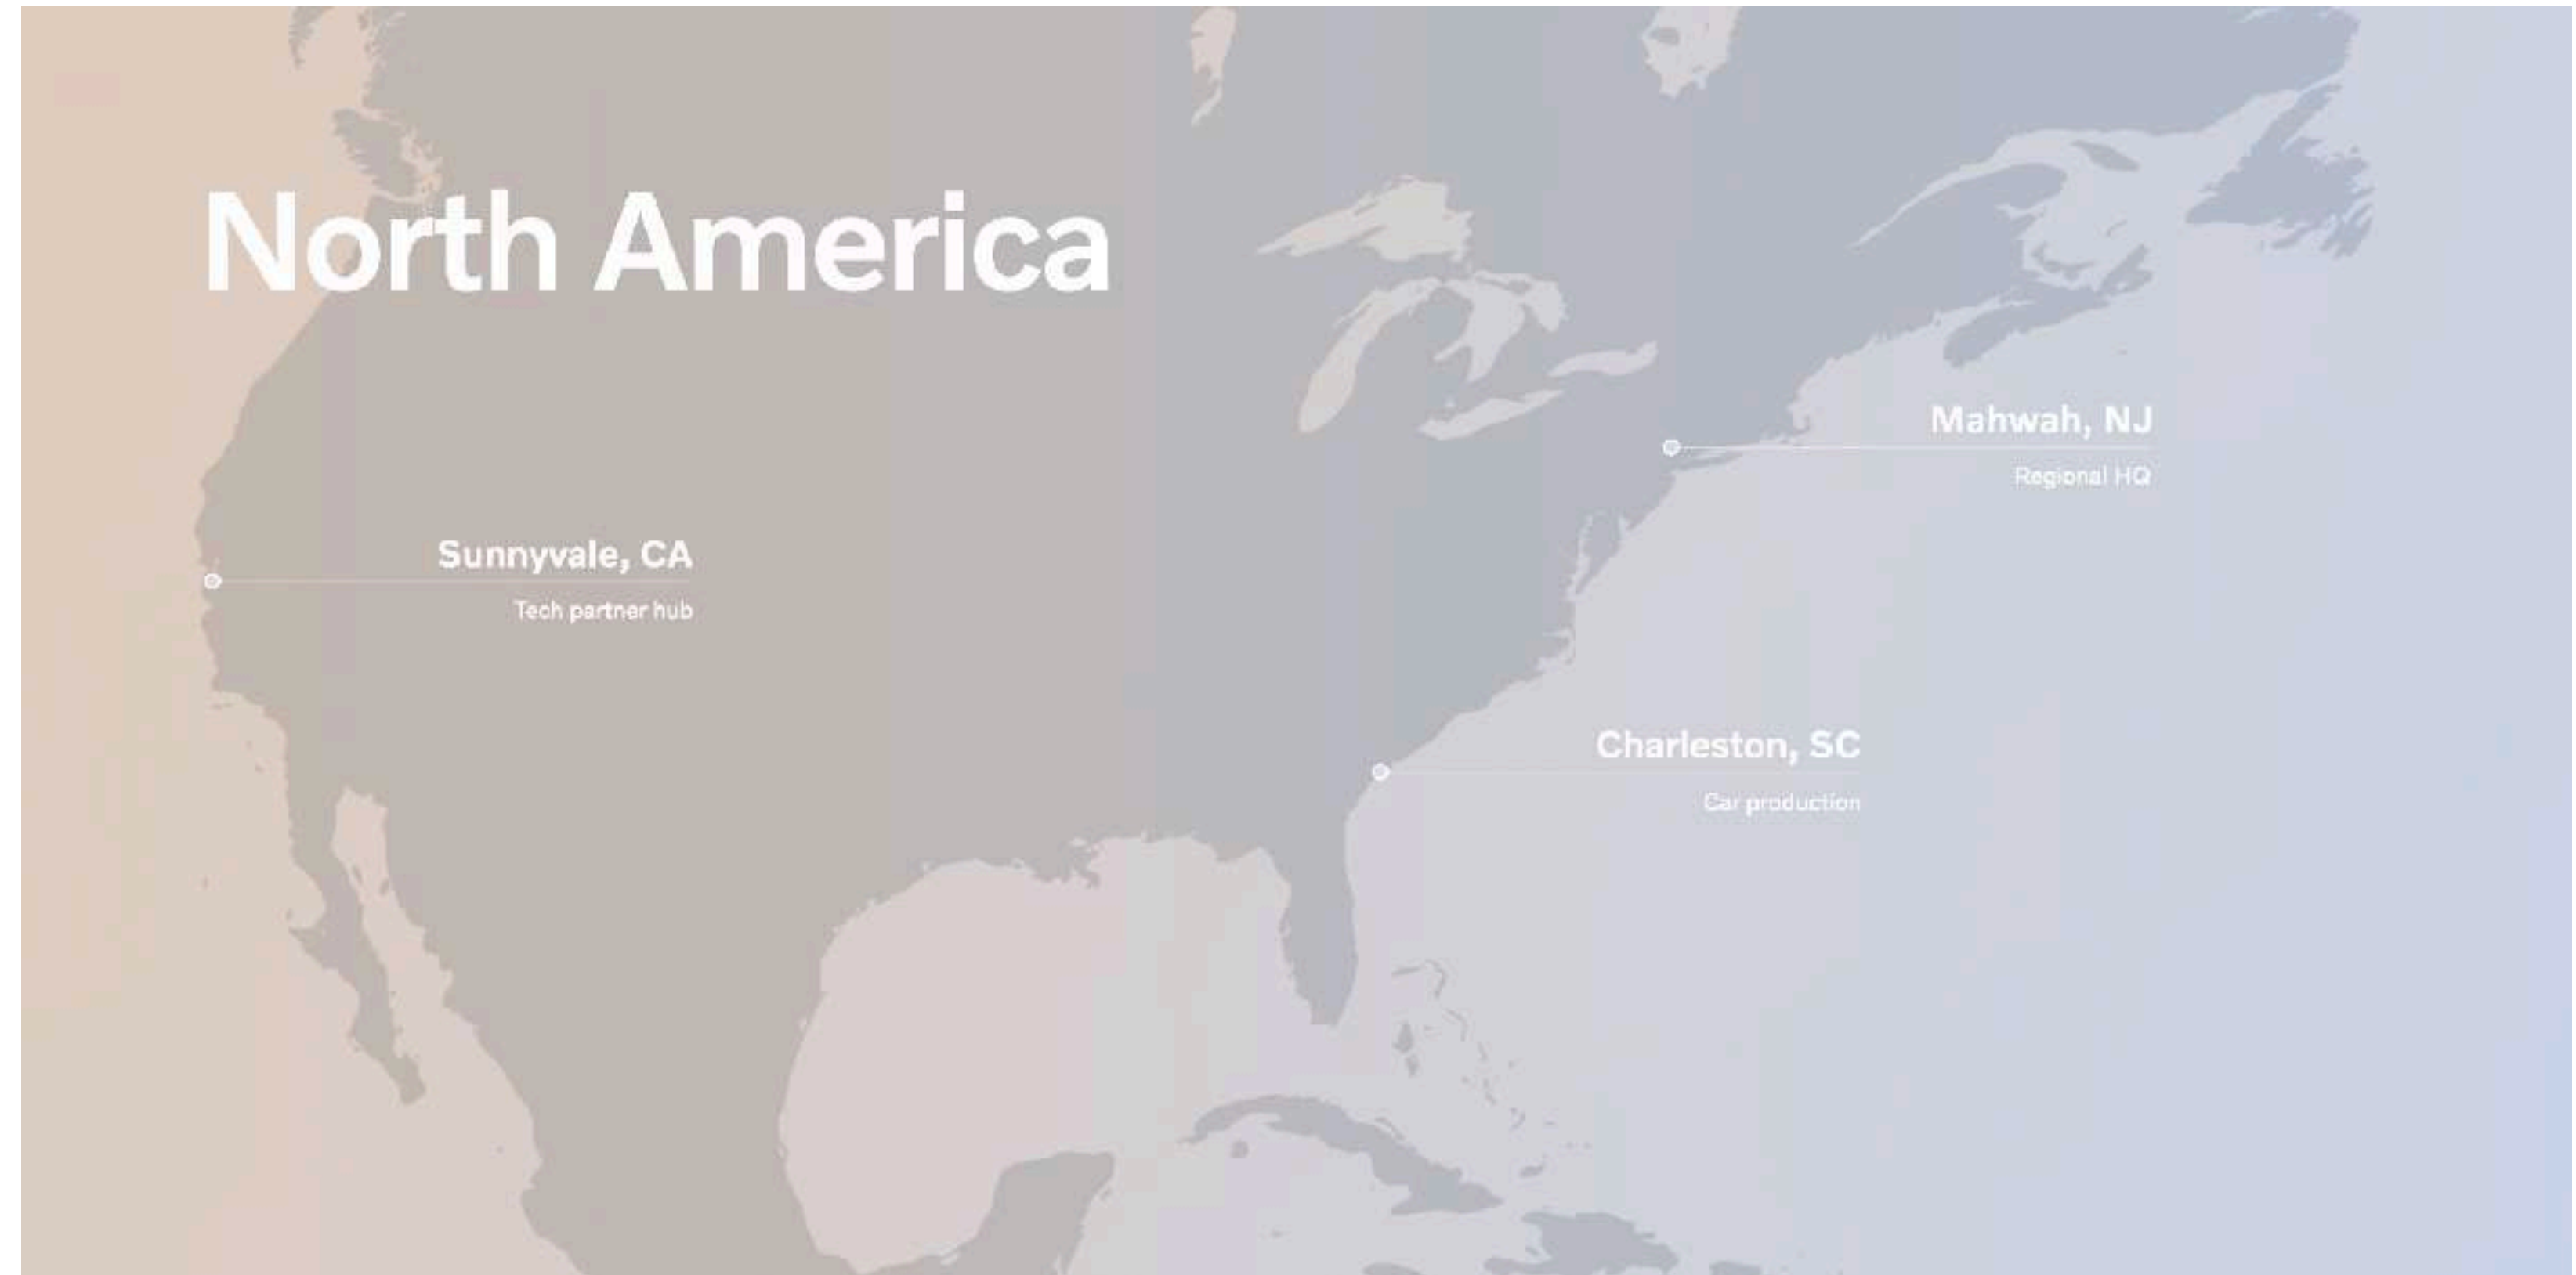 North America
Mahwah, NJ
Regional HQ
Sunnyvale, CA
Tech partner hub
Charleston, SC
Car production